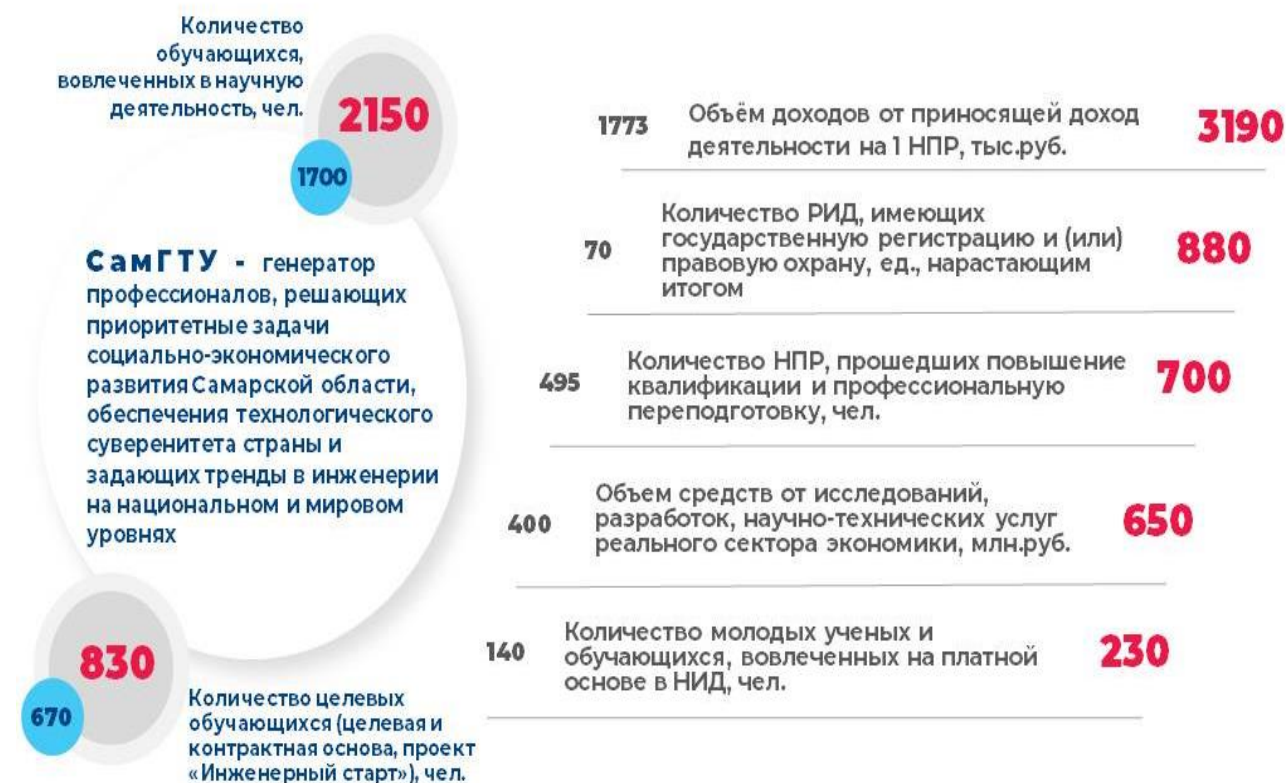 Количество
обучающихся,
вовлеченных в научную
деятельность, чел.
2150
1700
СамГТУ - генератор
профессионалов, решающих
приоритетные задачи
социально-экономического
развития Самарской области,
обеспечения технологического
суверенитета страны и
задающих тренды в инженерии
на национальном и мировом
уровнях
830
670
Количество целевых
обучающихся (целевая и
контрактная основа, проект
«Инженерный старт»), чел.
1773
Объём доходов от приносящей доход
деятельности на 1 НПР, тыс.руб.
3190
70
Количество РИД, имеющих
государственную регистрацию и (или)
правовую охрану, ед., нарастающим
итогом
880
495
Количество НПР, прошедших повышение
квалификации и профессиональную
переподготовку, чел.
700
400
Объем средств от исследований,
разработок, научно-технических услуг
реального сектора экономики, млн.руб.
650
140
Количество молодых ученых и
обучающихся, вовлеченных на платной
основе в НИД, чел.
230